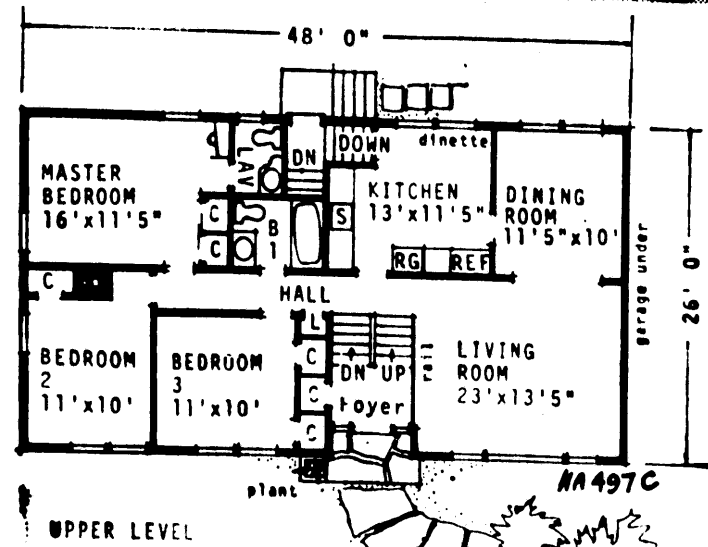 48' 0"
DOWN
dinette
DN
LAV
MASTER
BEDROOM
16'x11'5"
KITCHEN
13'x11'5"
DINING
ROOM
11'5"x10'
C
S
B
1
C
RG
REF
garage under
26' 0"
C
HALL
L
C
BEDROOM
2
11'x10'
BEDROOM
3
11'x10'
DN UP
rail
LIVING
ROOM
23'x13'5"
C
foyer
C
plant
NA497C
UPPER LEVEL